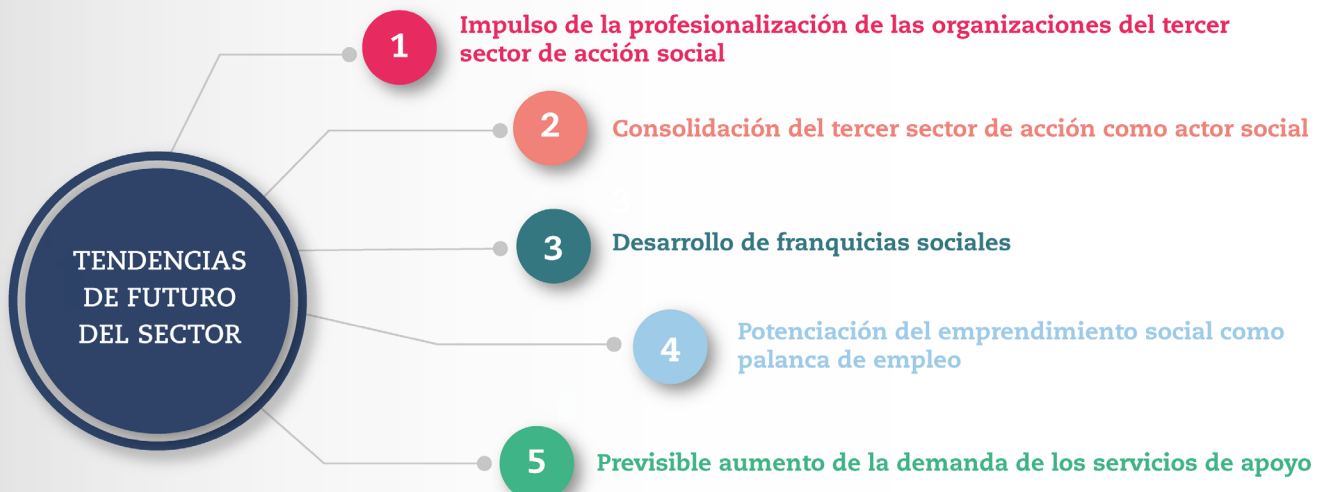 TENDENCIAS
DE FUTURO
DEL SECTOR
1
Impulso de la profesionalización de las organizaciones del tercer
sector de acción social
2
Consolidación del tercer sector de acción como actor social
3
3
Desarrollo de franquicias sociales
4
Potenciación del emprendimiento social como
palanca de empleo
5
Previsible aumento de la demanda de los servicios de apoyo